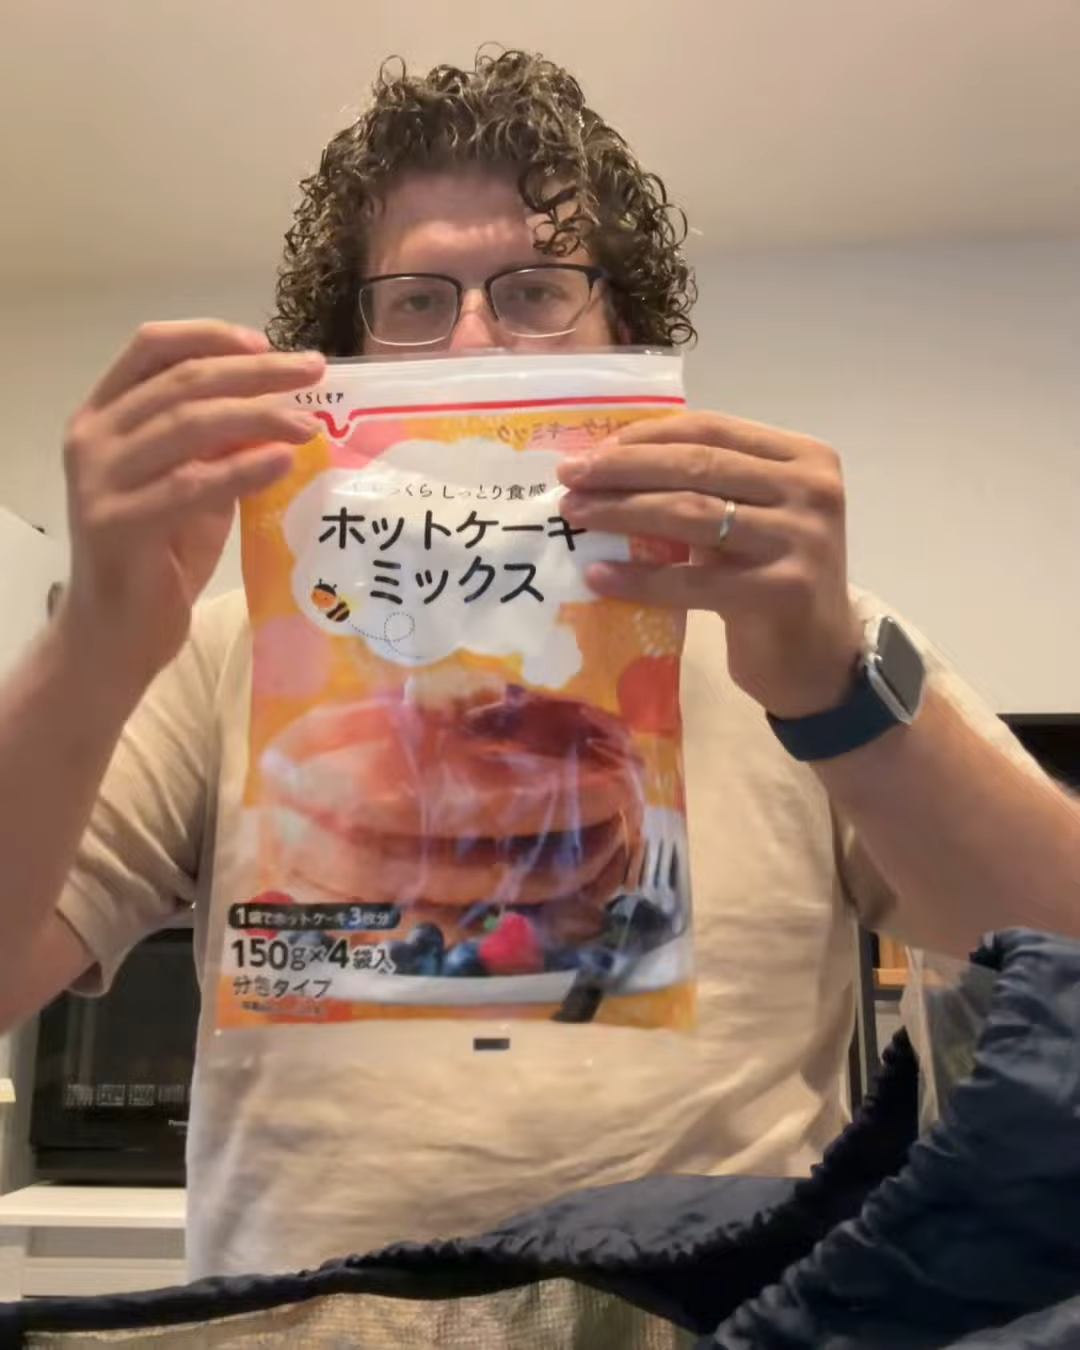 くらしモア
っくら しっとり食感
ホットケーキ
ミックス
1袋でホットケーキ3枚分
150g×4袋入
分包タイプ